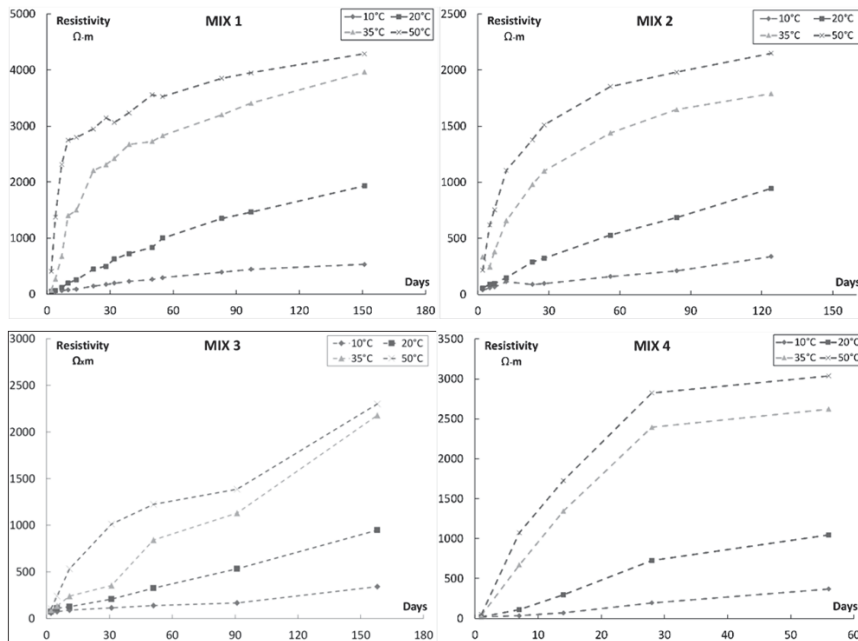 Resistivity
Ω·m
MIX 1
10°C 20°C
35°C 50°C
5000
4000
3000
2000
1000
0
0 30 60 90 120 150 180
Days
Resistivity
Ω·m
MIX 2
10°C 20°C
35°C 50°C
2500
2000
1500
1000
500
0
0 30 60 90 120 150
Days
Resistivity
Ωxm
MIX 3
10°C 20°C
35°C 50°C
3000
2500
2000
1500
1000
500
0
0 30 60 90 120 150 180
Days
Resistivity
Ω·m
MIX 4
10°C 20°C
35°C 50°C
3500
3000
2500
2000
1500
1000
500
0
0 10 20 30 40 50 60
Days